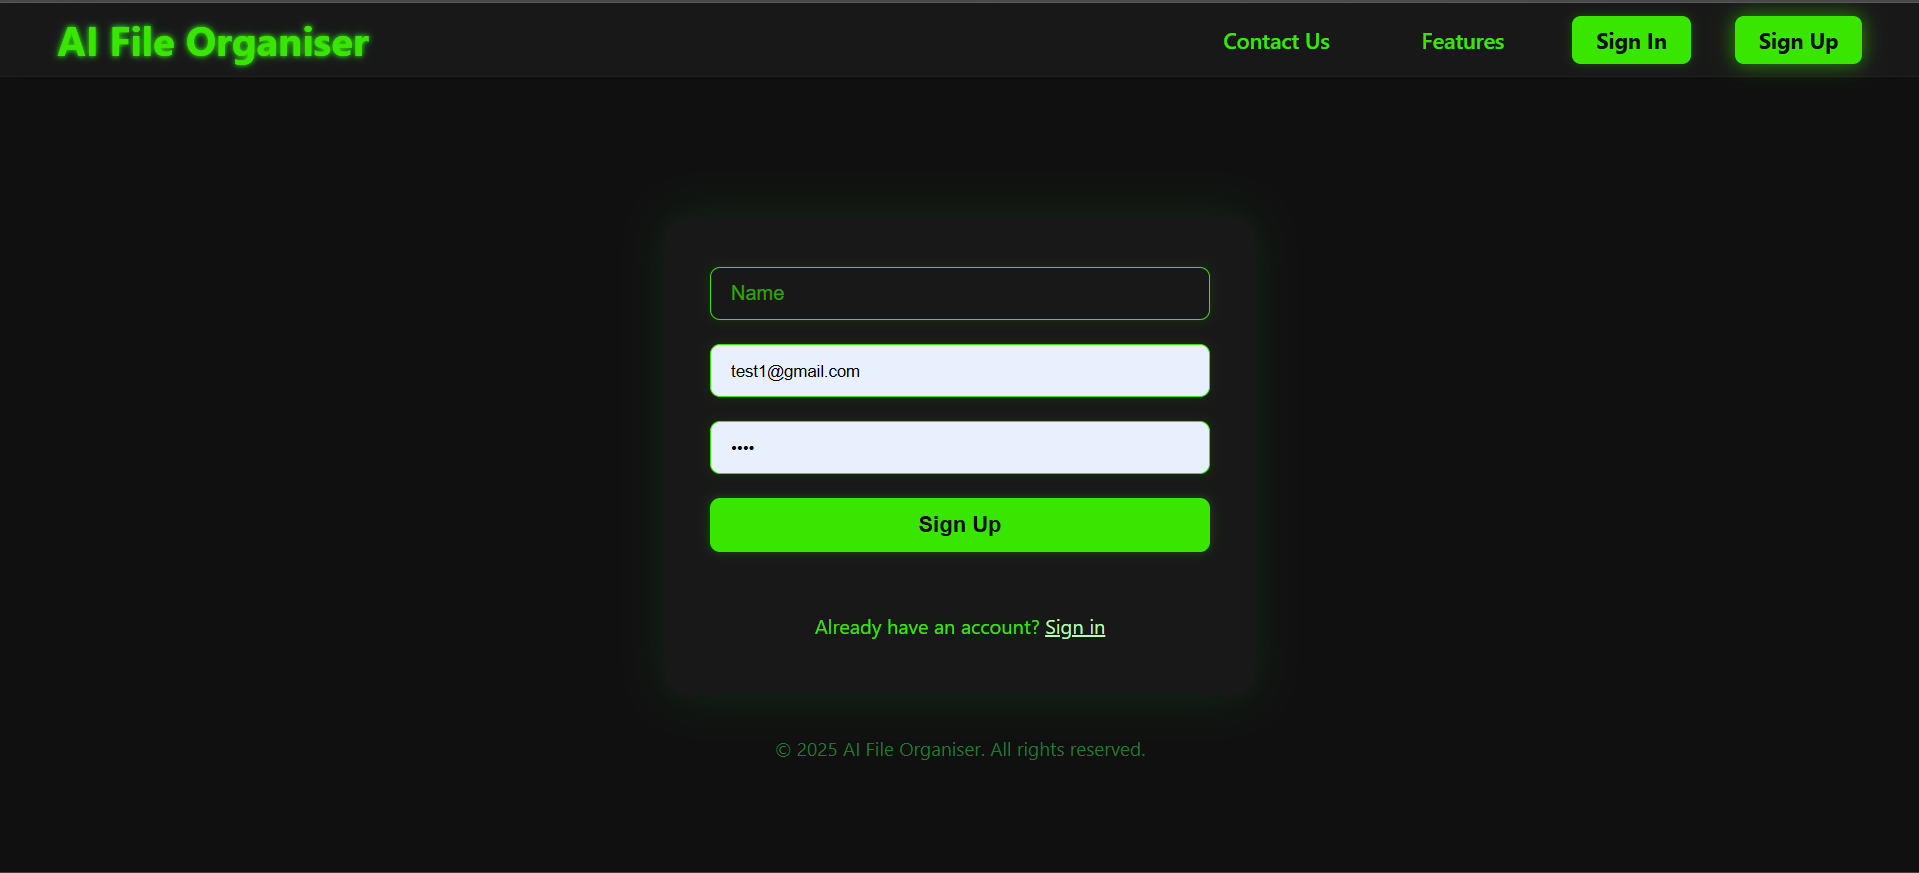 AI File Organiser
Contact Us
Features
Sign In
Sign Up
Name
test1@gmail.com
••••
Sign Up
Already have an account? Sign in
© 2025 AI File Organiser. All rights reserved.